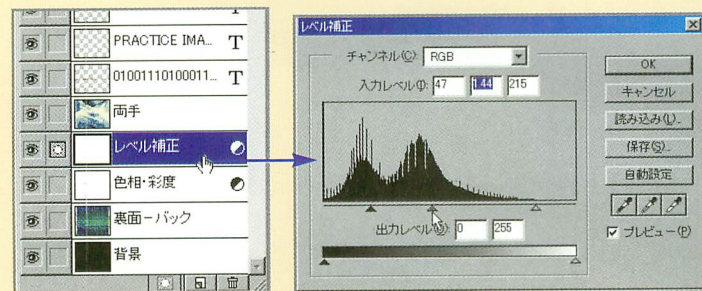 T
PRACTICE IMA... T
01001110100011... T
両手
レベル補正
色相・彩度
裏面－バック
背景
レベル補正
チャンネル(C): RGB
入力レベル(I): 47 1.44 215
出力レベル(O): 0 255
OK
キャンセル
読み込み(L)...
保存(S)...
自動設定
プレビュー(P)